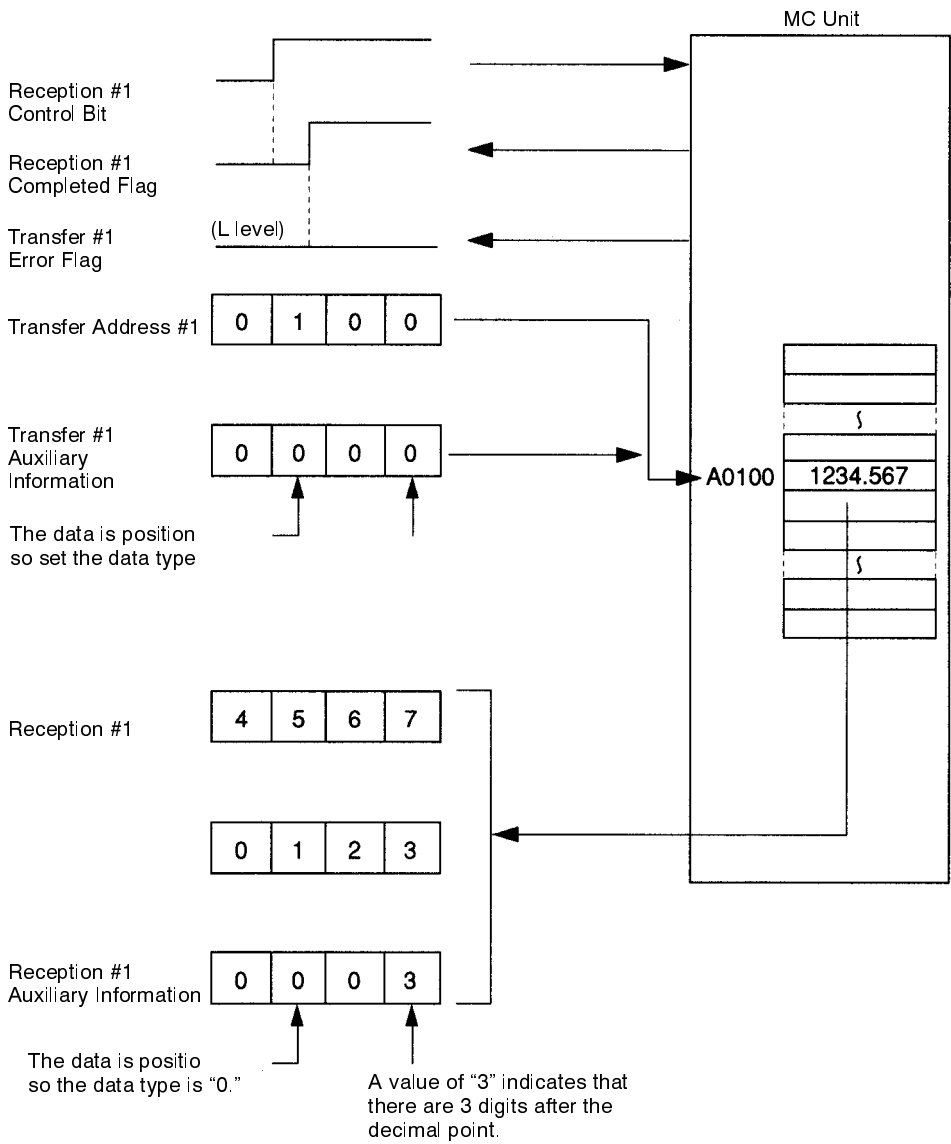 MC Unit
Reception #1
Control Bit
Reception #1
Completed Flag
(L level)
Transfer #1
Error Flag
Transfer Address #1
0 1 0 0
Transfer #1
Auxiliary
Information
0 0 0 0
A0100
1234.567
The data is position
so set the data type
Reception #1
4 5 6 7
0 1 2 3
Reception #1
Auxiliary Information
0 0 0 3
The data is positio
so the data type is “0.”
A value of “3” indicates that
there are 3 digits after the
decimal point.